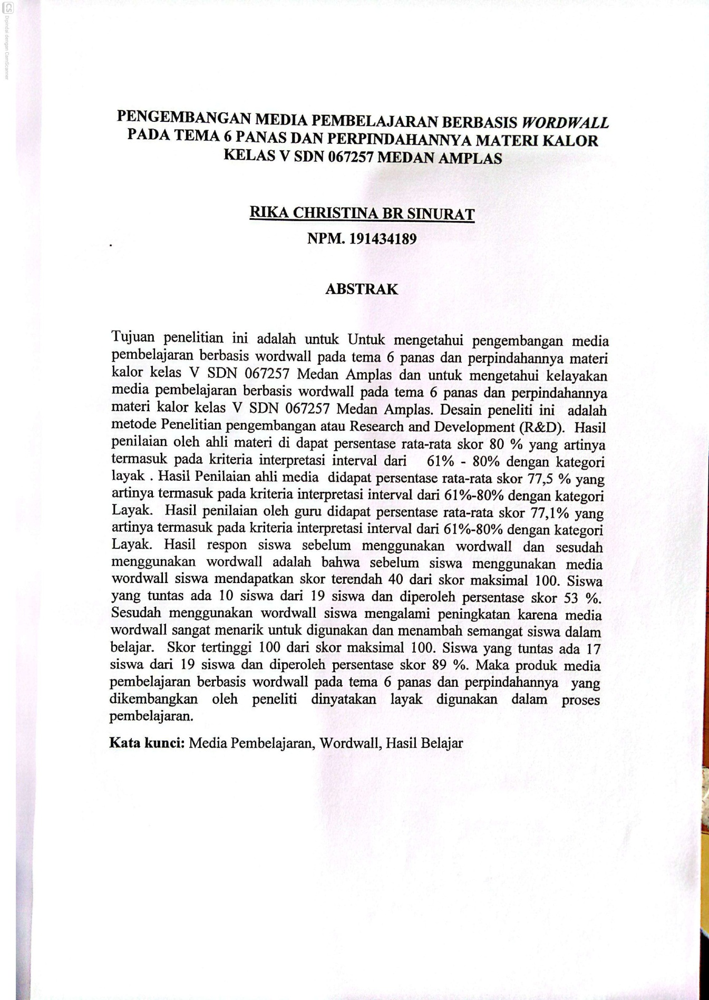 CS Dipindai dengan CamScanner
PENGEMBANGAN MEDIA PEMBELAJARAN BERBASIS WORDWALL
PADA TEMA 6 PANAS DAN PERPINDAHANNYA MATERI KALOR
KELAS V SDN 067257 MEDAN AMPLAS
RIKA CHRISTINA BR SINURAT
NPM. 191434189
ABSTRAK
Tujuan penelitian ini adalah untuk Untuk mengetahui pengembangan media
pembelajaran berbasis wordwall pada tema 6 panas dan perpindahannya materi
kalor kelas V SDN 067257 Medan Amplas dan untuk mengetahui kelayakan
media pembelajaran berbasis wordwall pada tema 6 panas dan perpindahannya
materi kalor kelas V SDN 067257 Medan Amplas. Desain peneliti ini adalah
metode Penelitian pengembangan atau Research and Development (R&D). Hasil
penilaian oleh ahli materi di dapat persentase rata-rata skor 80 % yang artinya
termasuk pada kriteria interpretasi interval dari 61% - 80% dengan kategori
layak . Hasil Penilaian ahli media didapat persentase rata-rata skor 77,5 % yang
artinya termasuk pada kriteria interpretasi interval dari 61%-80% dengan kategori
Layak. Hasil penilaian oleh guru didapat persentase rata-rata skor 77,1% yang
artinya termasuk pada kriteria interpretasi interval dari 61%-80% dengan kategori
Layak. Hasil respon siswa sebelum menggunakan wordwall dan sesudah
menggunakan wordwall adalah bahwa sebelum siswa menggunakan media
wordwall siswa mendapatkan skor terendah 40 dari skor maksimal 100. Siswa
yang tuntas ada 10 siswa dari 19 siswa dan diperoleh persentase skor 53 %.
Sesudah menggunakan wordwall siswa mengalami peningkatan karena media
wordwall sangat menarik untuk digunakan dan menambah semangat siswa dalam
belajar. Skor tertinggi 100 dari skor maksimal 100. Siswa yang tuntas ada 17
siswa dari 19 siswa dan diperoleh persentase skor 89 %. Maka produk media
pembelajaran berbasis wordwall pada tema 6 panas dan perpindahannya yang
dikembangkan oleh peneliti dinyatakan layak digunakan dalam proses
pembelajaran.
Kata kunci: Media Pembelajaran, Wordwall, Hasil Belajar